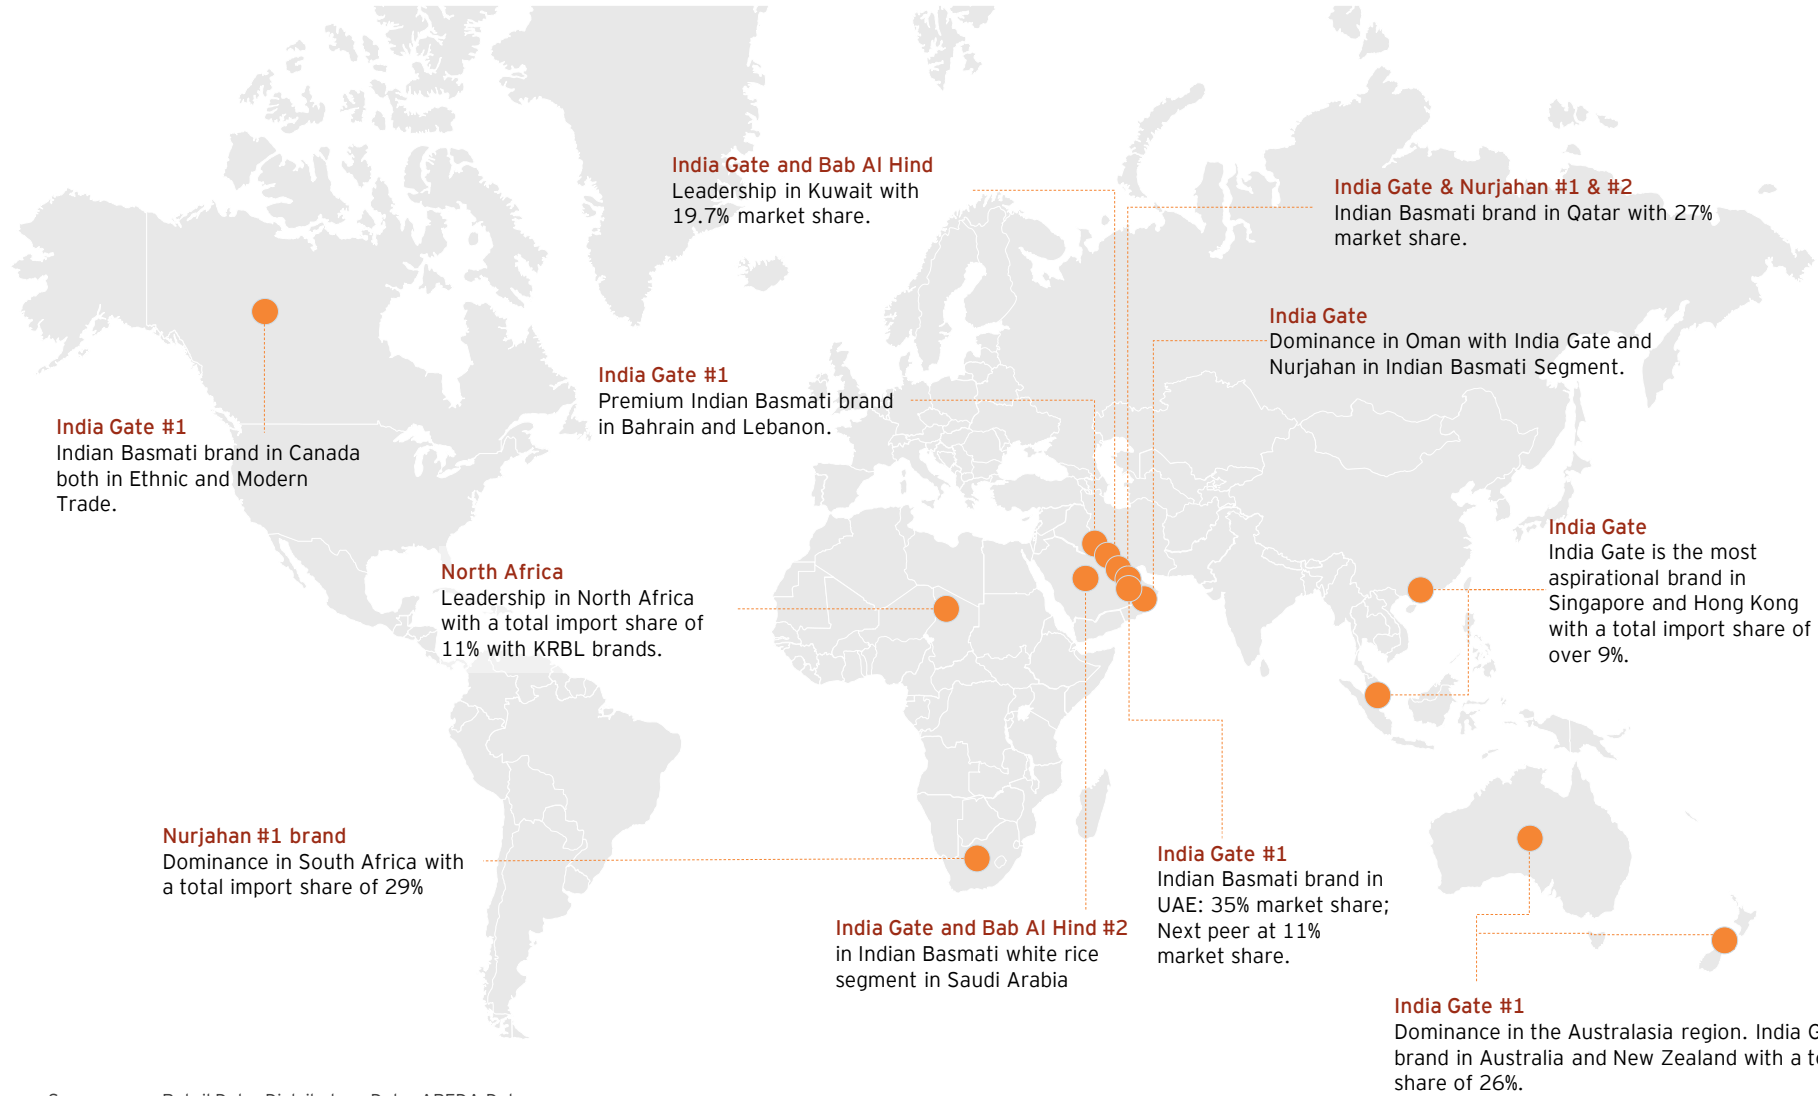 India Gate and Bab Al Hind
Leadership in Kuwait with
19.7% market share.
India Gate & Nurjahan #1 & #2
Indian Basmati brand in Qatar with 27%
market share.
India Gate
Dominance in Oman with India Gate and
Nurjahan in Indian Basmati Segment.
India Gate #1
Premium Indian Basmati brand
in Bahrain and Lebanon.
India Gate #1
Indian Basmati brand in Canada
both in Ethnic and Modern
Trade.
India Gate
India Gate is the most
aspirational brand in
Singapore and Hong Kong
with a total import share of
over 9%.
North Africa
Leadership in North Africa
with a total import share of
11% with KRBL brands.
Nurjahan #1 brand
Dominance in South Africa with
a total import share of 29%
India Gate #1
Indian Basmati brand in
UAE: 35% market share;
Next peer at 11%
market share.
India Gate and Bab Al Hind #2
in Indian Basmati white rice
segment in Saudi Arabia
India Gate #1
Dominance in the Australasia region. India
brand in Australia and New Zealand with a
share of 26%.